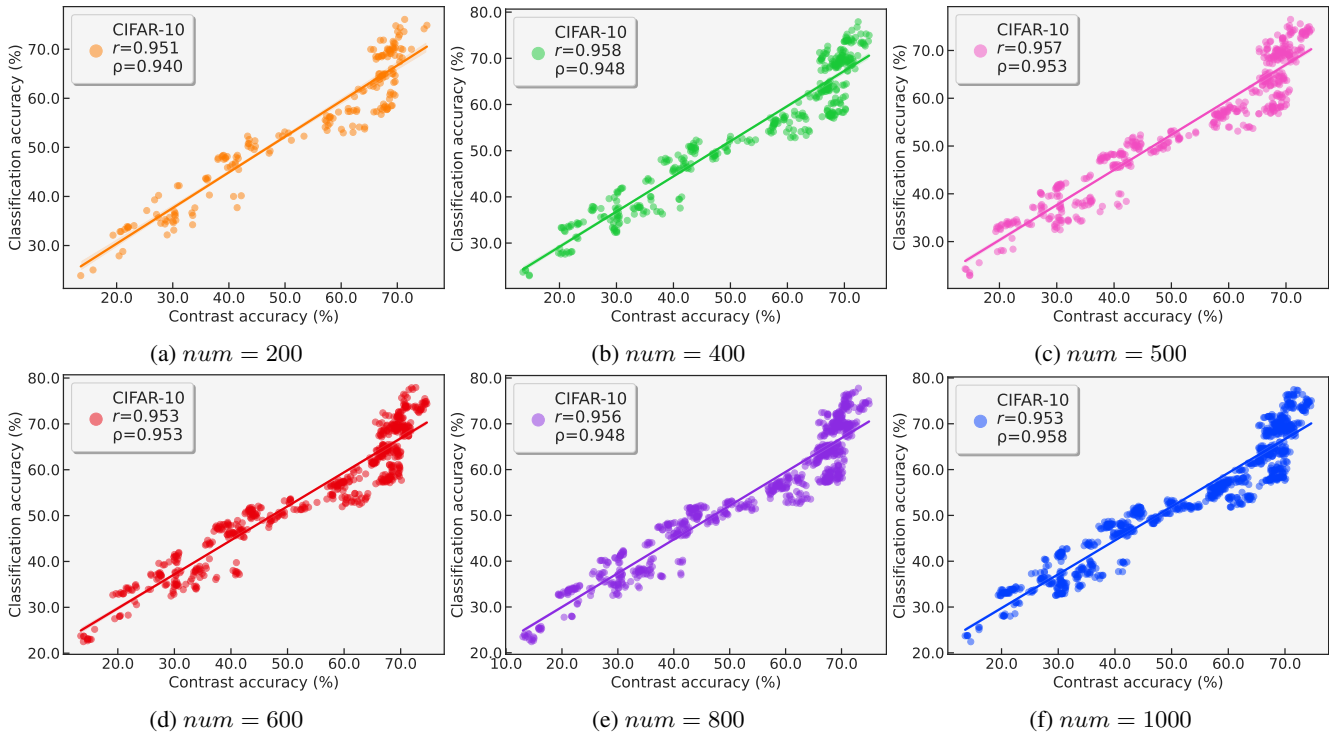 CIFAR-10
r=0.951
ρ=0.940
Classification accuracy (%)
70.0
60.0
50.0
40.0
30.0
20.0 30.0 40.0 50.0 60.0 70.0
Contrast accuracy (%)
(a) num = 200
CIFAR-10
r=0.958
ρ=0.948
Classification accuracy (%)
80.0
70.0
60.0
50.0
40.0
30.0
20.0
20.0 30.0 40.0 50.0 60.0 70.0
Contrast accuracy (%)
(b) num = 400
CIFAR-10
r=0.957
ρ=0.953
Classification accuracy (%)
70.0
60.0
50.0
40.0
30.0
20.0 30.0 40.0 50.0 60.0 70.0
Contrast accuracy (%)
(c) num = 500
CIFAR-10
r=0.953
ρ=0.953
Classification accuracy (%)
80.0
70.0
60.0
50.0
40.0
30.0
20.0
20.0 30.0 40.0 50.0 60.0 70.0
Contrast accuracy (%)
(d) num = 600
CIFAR-10
r=0.956
ρ=0.948
Classification accuracy (%)
80.0
70.0
60.0
50.0
40.0
30.0
20.0
10.0 20.0 30.0 40.0 50.0 60.0 70.0
Contrast accuracy (%)
(e) num = 800
CIFAR-10
r=0.953
ρ=0.958
Classification accuracy (%)
80.0
70.0
60.0
50.0
40.0
30.0
20.0
20.0 30.0 40.0 50.0 60.0 70.0
Contrast accuracy (%)
(f) num = 1000